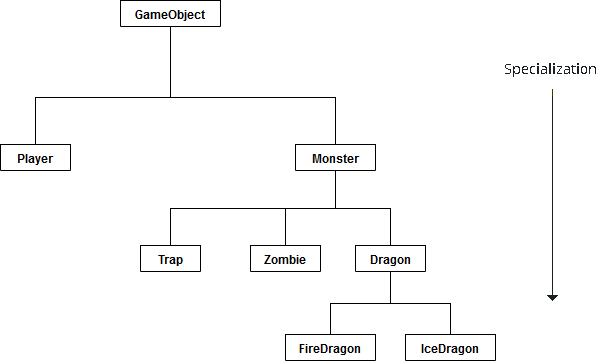 GameObject
Specialization
Player
Monster
Trap
Zombie
Dragon
FireDragon
IceDragon